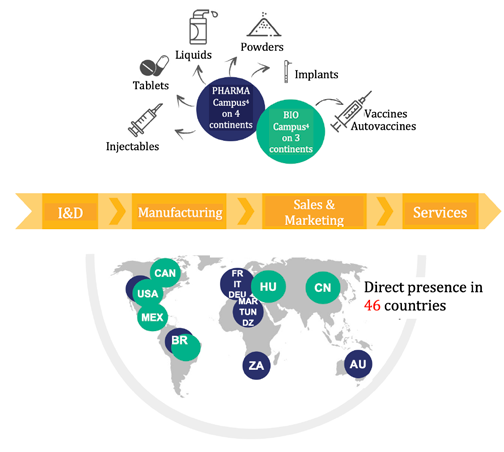 Liquids
Powders
Tablets
Implants
Injectables
PHARMA
Campus⁴
on 4
continents
BIO
Campus⁴
on 3
continents
Vaccines
Autovaccines
I&D
Manufacturing
Sales &
Marketing
Services
CAN
USA
MEX
BR
FR
IT
DEU
MAR
TUN
DZ
HU
CN
ZA
AU
Direct presence in
46 countries